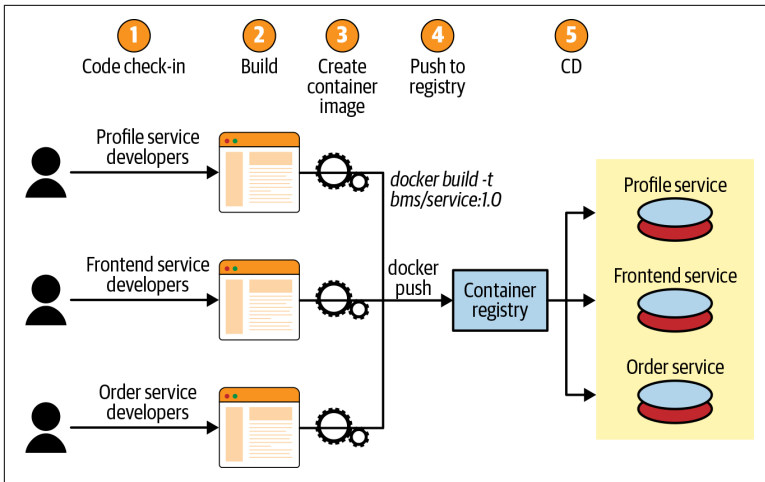 1
Code check-in
2
Build
3
Create
container
image
4
Push to
registry
5
CD
Profile service
developers
docker build -t
bms/service:1.0
Frontend service
developers
docker
push
Container
registry
Order service
developers
Profile service
Frontend service
Order service